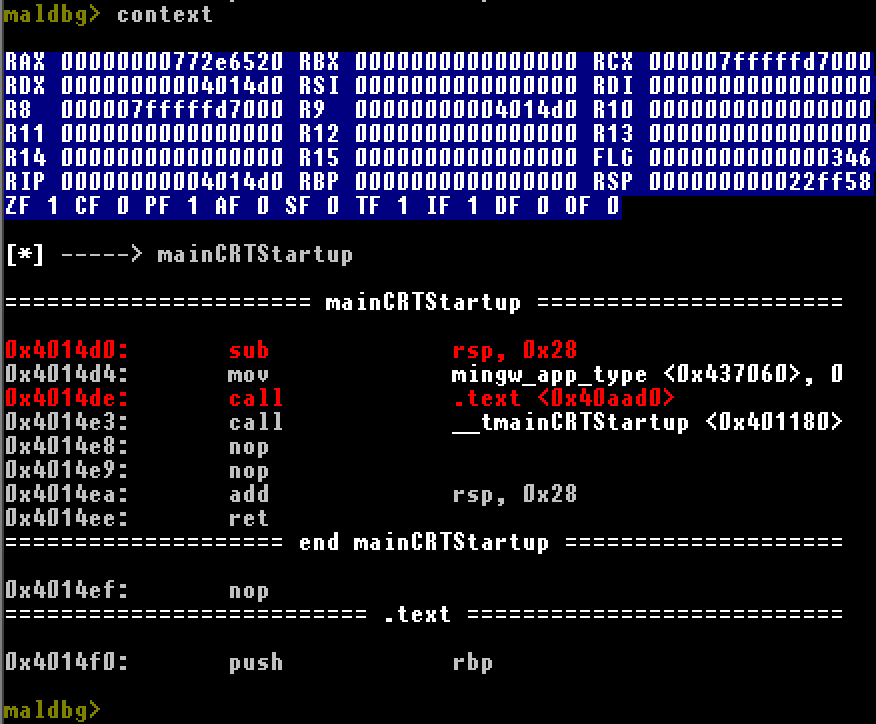 maldbg> context
RAX 00000000772e6520 RBX 0000000000000000 RCX 000007fffffd7000
RDX 00000000004014d0 RSI 0000000000000000 RDI 0000000000000000
R8  000007fffffd7000 R9  00000000004014d0 R10 0000000000000000
R11 0000000000000000 R12 0000000000000000 R13 0000000000000000
R14 0000000000000000 R15 0000000000000000 FLG 0000000000000346
RIP 00000000004014d0 RBP 0000000000000000 RSP 000000000022ff58
ZF 1 CF 0 PF 1 AF 0 SF 0 TF 1 IF 1 DF 0 OF 0
[*] -----> mainCRTStartup
====================== mainCRTStartup ======================
0x4014d0: sub rsp, 0x28
0x4014d4: mov mingw_app_type <0x437060>, 0
0x4014de: call .text <0x40aad0>
0x4014e3: call __tmainCRTStartup <0x401180>
0x4014e8: nop
0x4014e9: nop
0x4014ea: add rsp, 0x28
0x4014ee: ret
==================== end mainCRTStartup ====================
0x4014ef: nop
========================== .text ===========================
0x4014f0: push rbp
maldbg>